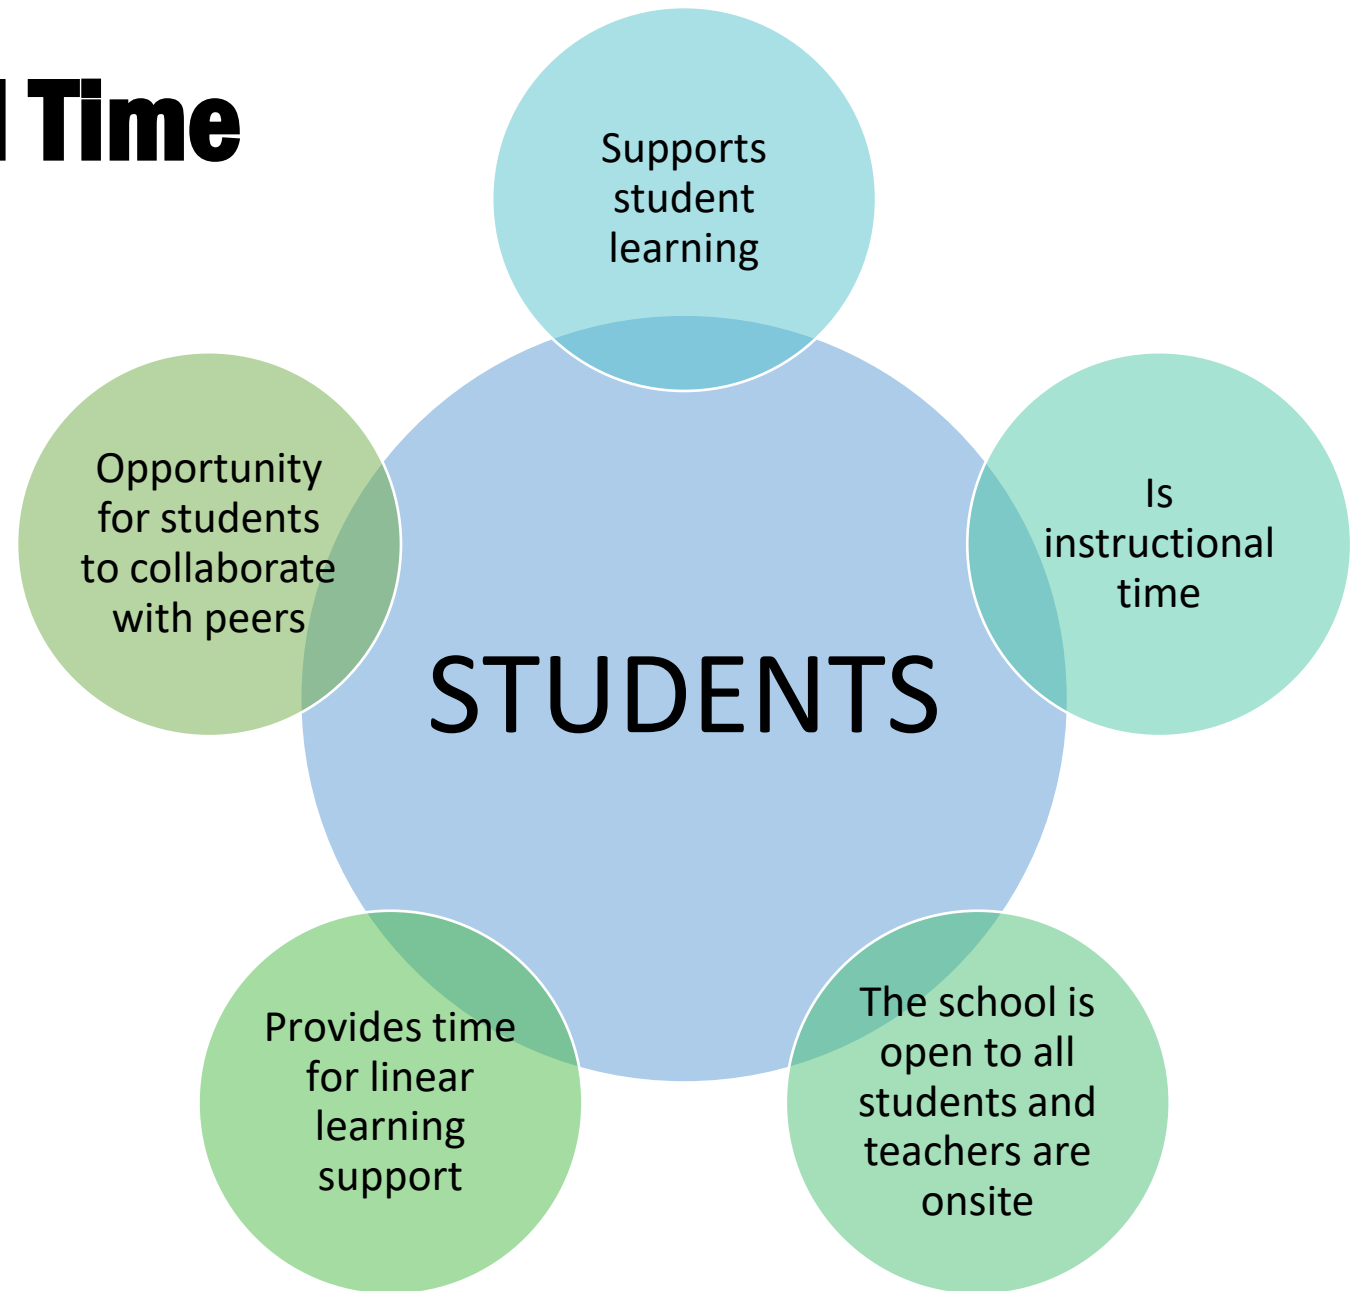 Time
Supports
student
learning
Is
instructional
time
The school is
open to all
students and
teachers are
onsite
Provides time
for linear
learning
support
Opportunity
for students
to collaborate
with peers
STUDENTS